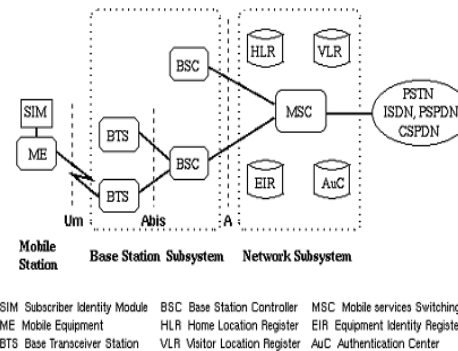 HLR VLR
BSC
PSTN
ISDN, PSPDN
CSPDN
SIM
MSC
BTS
ME
BSC
BTS
EIR AuC
Um Abis A
Mobile
Station
Base Station Subsystem Network Subsystem
SIM Subscriber Identity Module BSC Base Station Controller MSC Mobile services Switching
ME Mobile Equipment HLR Home Location Register EIR Equipment Identity Registe
BTS Base Transceiver Station VLR Visitor Location Register AuC Authentication Center